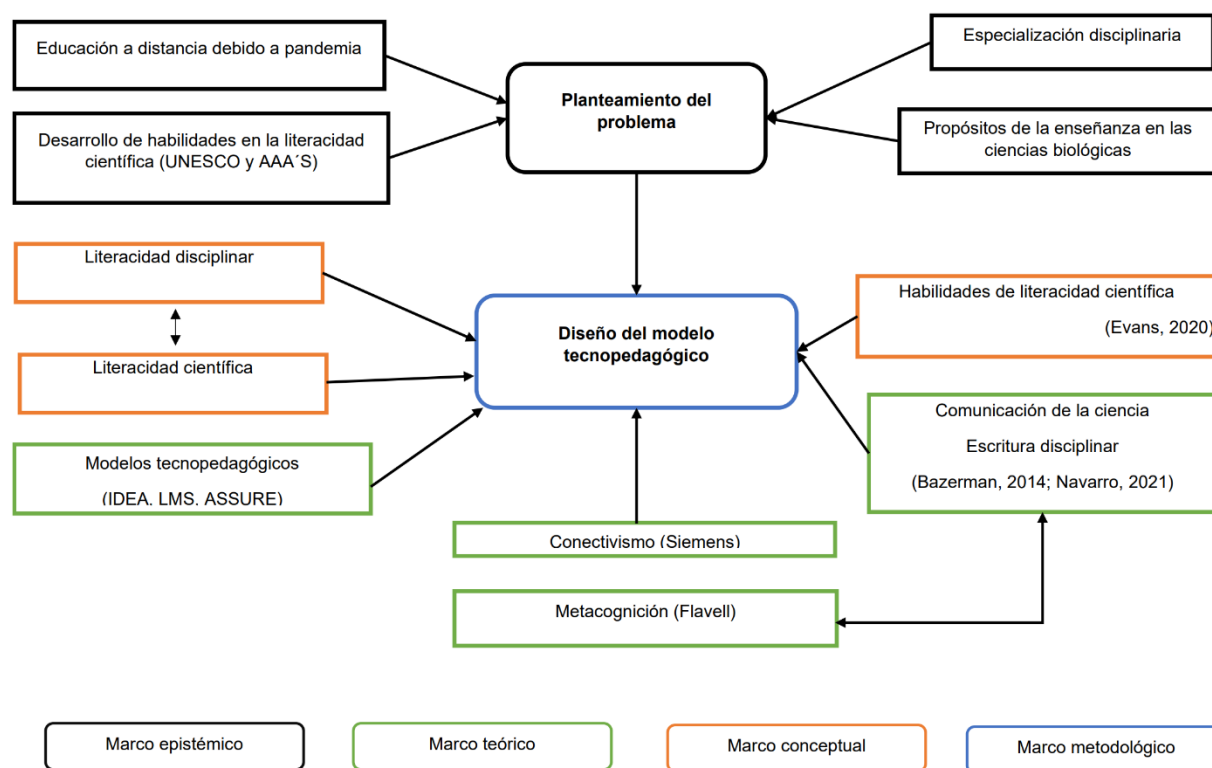 Educación a distancia debido a pandemia
Especialización disciplinaria
Planteamiento del
problema
Desarrollo de habilidades en la literacidad
científica (UNESCO y AAA´S)
Propósitos de la enseñanza en las
ciencias biológicas
Literacidad disciplinar
Literacidad científica
Modelos tecnopedagógicos
(IDEA. LMS. ASSURE)
Diseño del modelo
tecnopedagógico
Habilidades de literacidad científica
(Evans, 2020)
Comunicación de la ciencia
Escritura disciplinar
(Bazerman, 2014; Navarro, 2021)
Conectivismo (Siemens)
Metacognición (Flavell)
Marco epistémico
Marco teórico
Marco conceptual
Marco metodológico